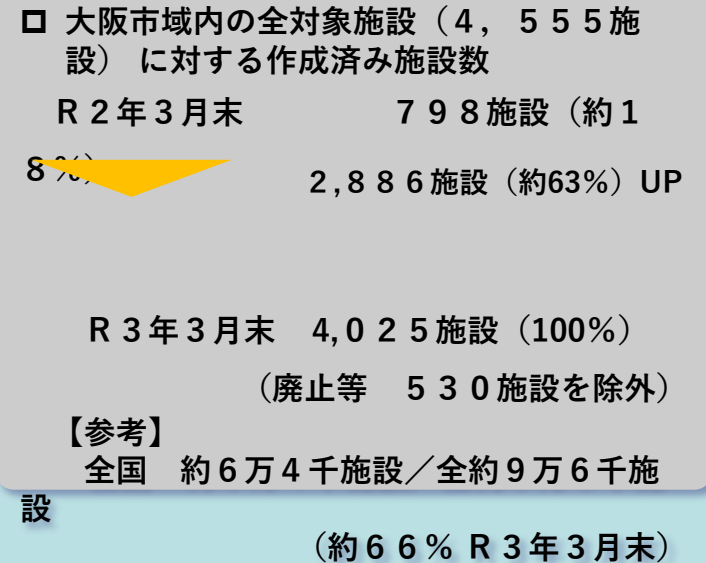 ロ 大阪市域内の全対象施設（４，５５５施
設） に対する作成済み施設数
Ｒ２年３月末　７９８施設（約１
８％）
２,８８６施設（約63％）UP
Ｒ３年３月末　4,０２５施設（100％）
（廃止等　５３０施設を除外）
【参考】
全国　約６万４千施設／全約９万６千施
設
（約６６％ Ｒ３年３月末）